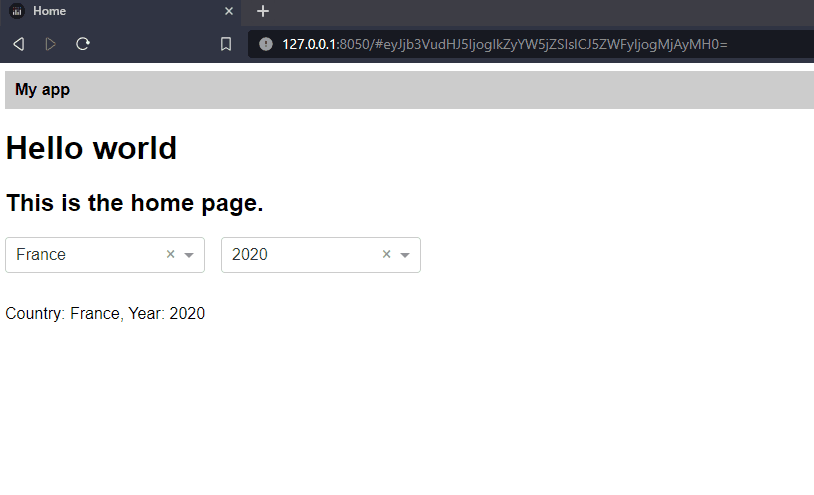 Home
127.0.0.1:8050/#eyJjb3VudHJ5IjogIkZyYW5jZSIsICJ5ZWFyIjogMjAyMH0=
My app
Hello world
This is the home page.
France 2020
Country: France, Year: 2020